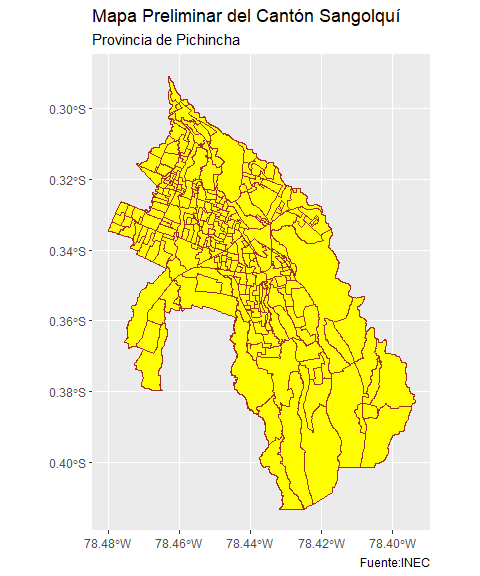 Mapa Preliminar del Cantón Sangolquí
Provincia de Pichincha
0.30°S
0.32°S
0.34°S
0.36°S
0.38°S
0.40°S
78.48°W
78.46°W
78.44°W
78.42°W
78.40°W
Fuente:INEC